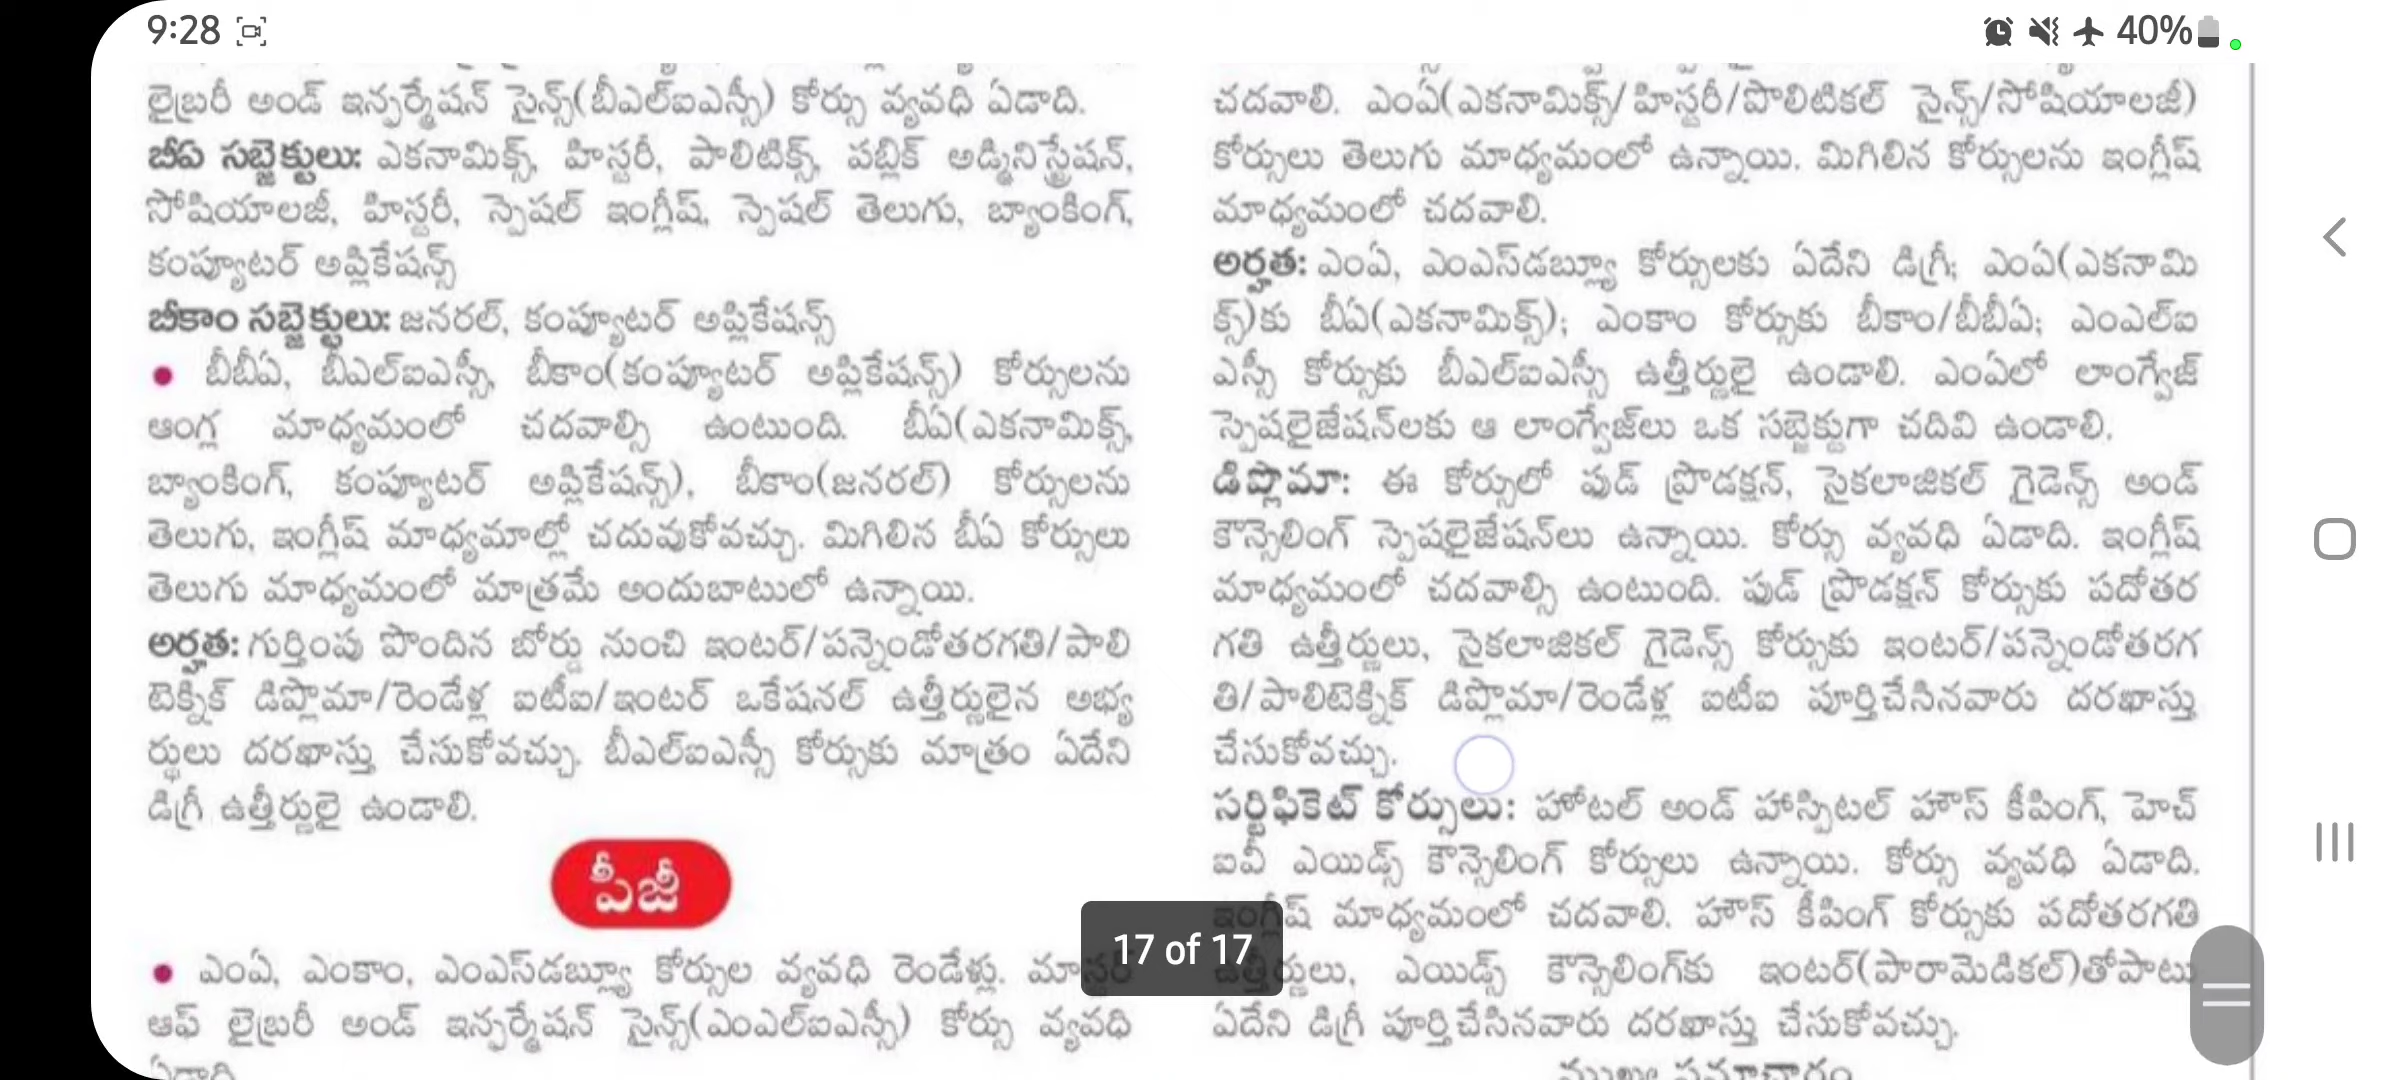 9:28
40%
లైబ్రరీ అండ్ ఇన్ఫర్మేషన్ సైన్స్(బీఎల్ఐఎస్సీ) కోర్సు వ్యవధి ఏడాది.
బీఏ సబ్జెక్టులు: ఎకనామిక్స్, హిస్టరీ, పాలిటిక్స్, పబ్లిక్ అడ్మినిస్ట్రేషన్,
సోషియాలజీ, హిస్టరీ, స్పెషల్ ఇంగ్లీష్, స్పెషల్ తెలుగు, బ్యాంకింగ్,
కంప్యూటర్ అప్లికేషన్స్
బీకాం సబ్జెక్టులు: జనరల్, కంప్యూటర్ అప్లికేషన్స్
● బీబీఏ, బీఎల్ఐఎస్సీ, బీకాం(కంప్యూటర్ అప్లికేషన్స్) కోర్సులను
ఆంగ్ల మాధ్యమంలో చదవాల్సి ఉంటుంది. బీఏ(ఎకనామిక్స్,
బ్యాంకింగ్, కంప్యూటర్ అప్లికేషన్స్), బీకాం(జనరల్) కోర్సులను
తెలుగు, ఇంగ్లీష్ మాధ్యమాల్లో చదువుకోవచ్చు. మిగిలిన బీఏ కోర్సులు
తెలుగు మాధ్యమంలో మాత్రమే అందుబాటులో ఉన్నాయి.
అర్హత: గుర్తింపు పొందిన బోర్డు నుంచి ఇంటర్/పన్నెండోతరగతి/పాలి
టెక్నిక్ డిప్లొమా/రెండేళ్ల ఐటీఐ/ఇంటర్ ఒకేషనల్ ఉత్తీర్ణులైన అభ్య
ర్థులు దరఖాస్తు చేసుకోవచ్చు. బీఎల్ఐఎస్సీ కోర్సుకు మాత్రం ఏదేని
డిగ్రీ ఉత్తీర్ణులై ఉండాలి.
పీజీ
● ఎంఏ, ఎంకాం, ఎంఎస్‌డబ్ల్యూ కోర్సుల వ్యవధి రెండేళ్లు. మాస్టర్
ఆఫ్ లైబ్రరీ అండ్ ఇన్ఫర్మేషన్ సైన్స్(ఎంఎల్ఐఎస్సీ) కోర్సు వ్యవధి
ఏడాది.
చదవాలి. ఎంఏ(ఎకనామిక్స్/హిస్టరీ/పొలిటికల్ సైన్స్/సోషియాలజీ)
కోర్సులు తెలుగు మాధ్యమంలో ఉన్నాయి. మిగిలిన కోర్సులను ఇంగ్లీష్
మాధ్యమంలో చదవాలి.
అర్హత: ఎంఏ, ఎంఎస్‌డబ్ల్యూ కోర్సులకు ఏదేని డిగ్రీ; ఎంఏ(ఎకనామి
క్స్)కు బీఏ(ఎకనామిక్స్); ఎంకాం కోర్సుకు బీకాం/బీబీఏ; ఎంఎల్ఐ
ఎస్సీ కోర్సుకు బీఎల్ఐఎస్సీ ఉత్తీర్ణులై ఉండాలి. ఎంఏలో లాంగ్వేజ్
స్పెషలైజేషన్‌లకు ఆ లాంగ్వేజ్‌లు ఒక సబ్జెక్టుగా చదివి ఉండాలి.
డిప్లొమా: ఈ కోర్సులో ఫుడ్ ప్రొడక్షన్, సైకలాజికల్ గైడెన్స్ అండ్
కౌన్సెలింగ్ స్పెషలైజేషన్‌లు ఉన్నాయి. కోర్సు వ్యవధి ఏడాది. ఇంగ్లీష్
మాధ్యమంలో చదవాల్సి ఉంటుంది. ఫుడ్ ప్రొడక్షన్ కోర్సుకు పదోతర
గతి ఉత్తీర్ణులు, సైకలాజికల్ గైడెన్స్ కోర్సుకు ఇంటర్/పన్నెండోతరగ
తి/పాలిటెక్నిక్ డిప్లొమా/రెండేళ్ల ఐటీఐ పూర్తిచేసినవారు దరఖాస్తు
చేసుకోవచ్చు.
సర్టిఫికెట్ కోర్సులు: హోటల్ అండ్ హాస్పిటల్ హౌస్ కీపింగ్, హెచ్
ఐవీ ఎయిడ్స్ కౌన్సెలింగ్ కోర్సులు ఉన్నాయి. కోర్సు వ్యవధి ఏడాది.
ఇంగ్లీష్ మాధ్యమంలో చదవాలి. హౌస్ కీపింగ్ కోర్సుకు పదోతరగతి
ఉత్తీర్ణులు, ఎయిడ్స్ కౌన్సెలింగ్‌కు ఇంటర్(పారామెడికల్)తోపాటు
ఏదేని డిగ్రీ పూర్తిచేసినవారు దరఖాస్తు చేసుకోవచ్చు.
ముఖ్య సమాచారం
17 of 17